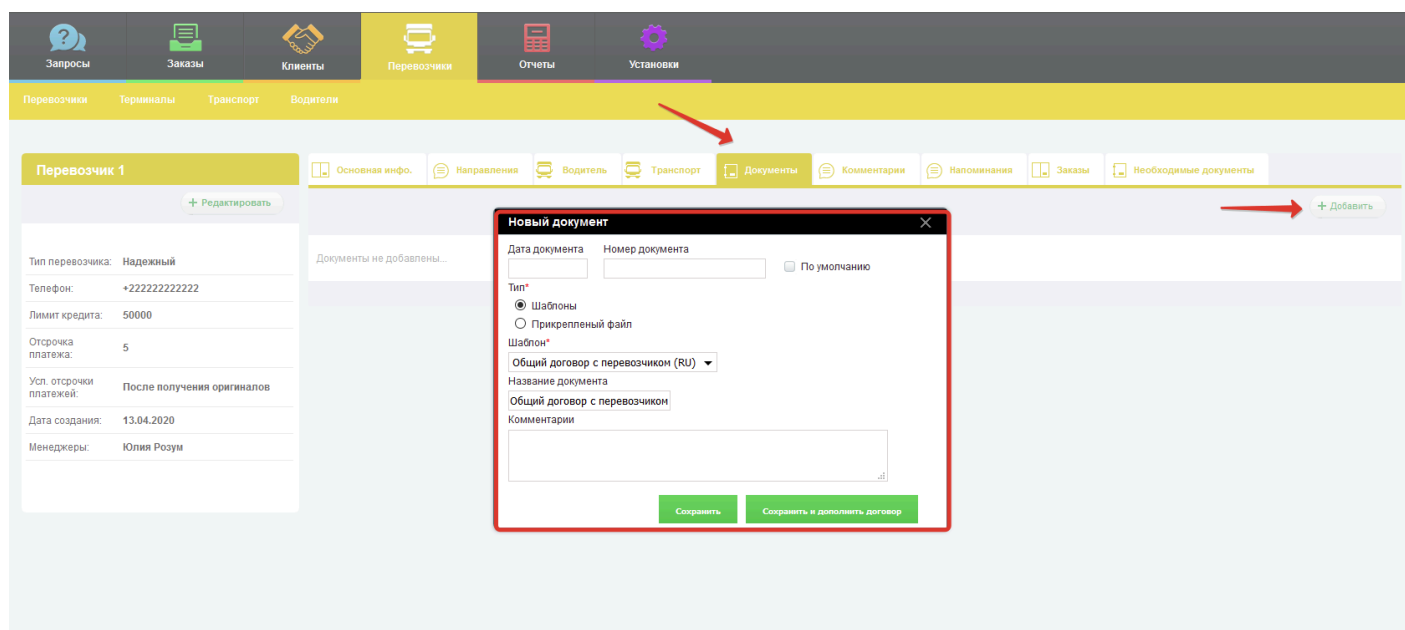 Запросы Заказы Клиенты Перевозчики Отчеты Установки
Перевозчики Терминалы Транспорт Водители
Перевозчик 1
Основная инфо. Направления Водитель Транспорт Документы Комментарии Напоминания Заказы Необходимые документы
+ Редактировать
+ Добавить
Тип перевозчика: Надежный
Телефон: +222222222222
Лимит кредита: 50000
Отсрочка
платежа: 5
Усл. отсрочки
платежей: После получения оригиналов
Дата создания: 13.04.2020
Менеджеры: Юлия Розум
Документы не добавлены...
Новый документ
Дата документа Номер документа
По умолчанию
Тип*
Шаблоны
Прикрепленый файл
Шаблон*
Общий договор с перевозчиком (RU)
Название документа
Общий договор с перевозчиком
Комментарии
Сохранить Сохранить и дополнить договор